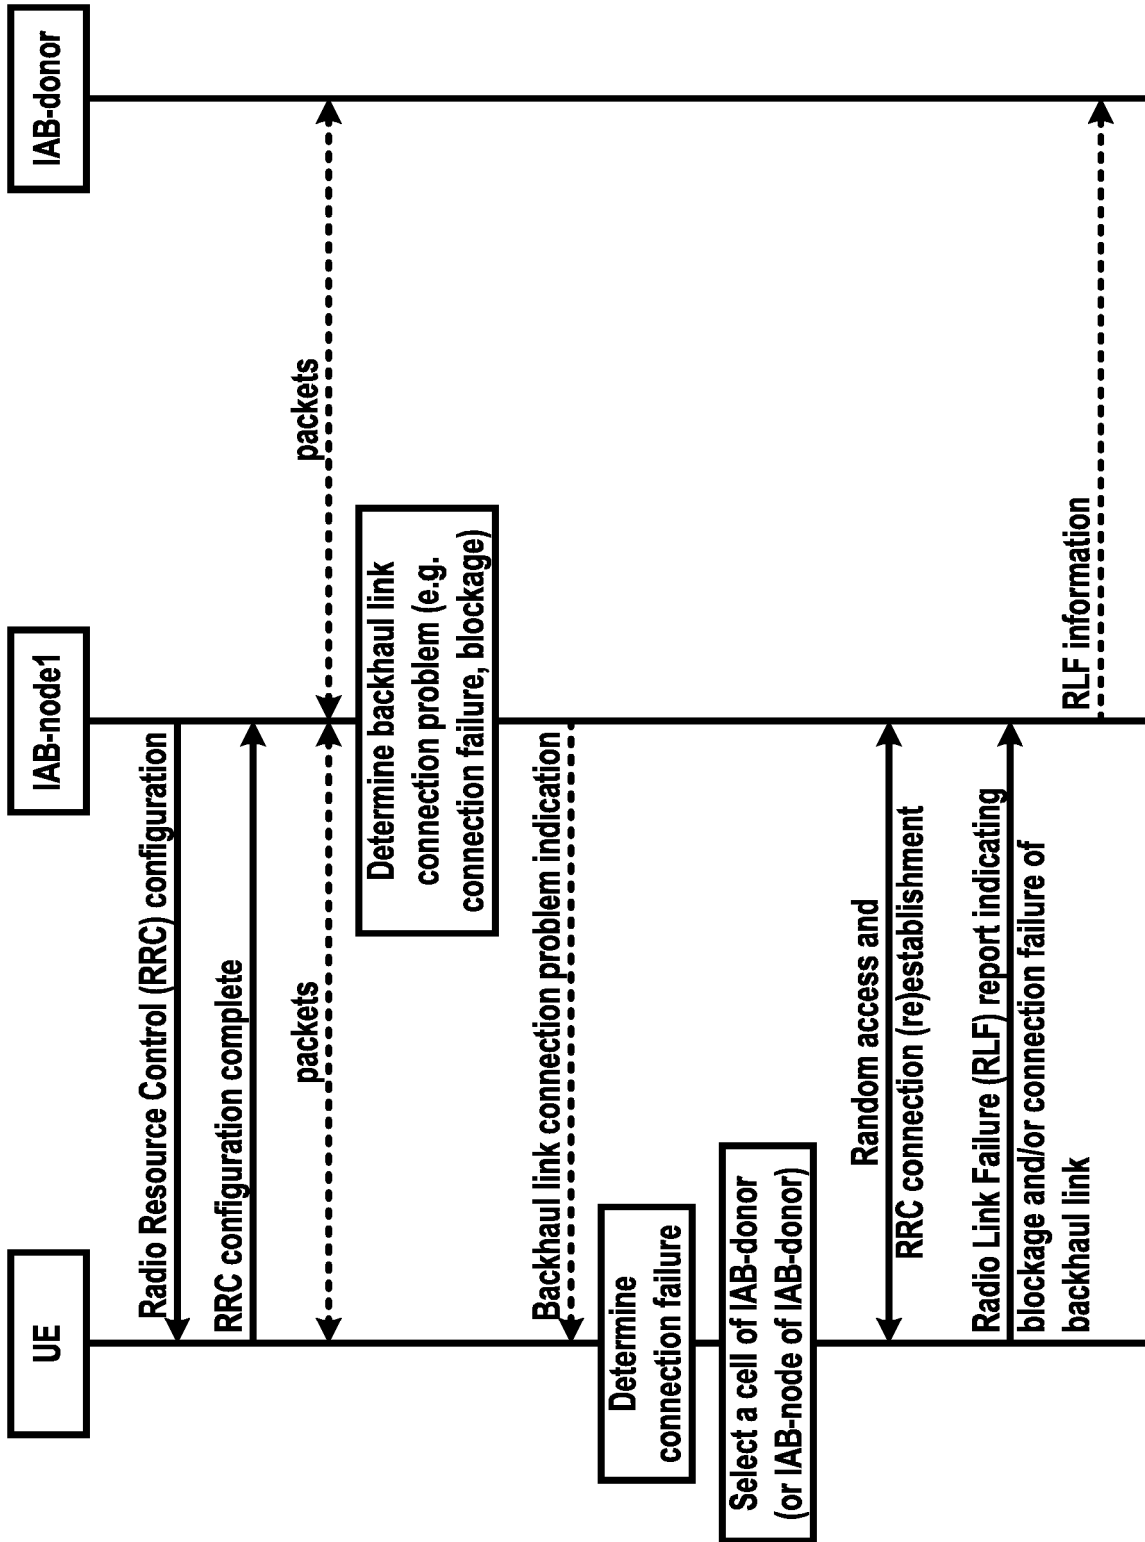 UE
IAB-node1
IAB-donor
Radio Resource Control (RRC) configuration
RRC configuration complete
packets
packets
Determine backhaul link
connection problem (e.g.
connection failure, blockage)
Backhaul link connection problem indication
Determine
connection failure
Select a cell of IAB-donor
(or IAB-node of IAB-donor)
Random access and
RRC connection (re)establishment
Radio Link Failure (RLF) report indicating
blockage and/or connection failure of
backhaul link
RLF information